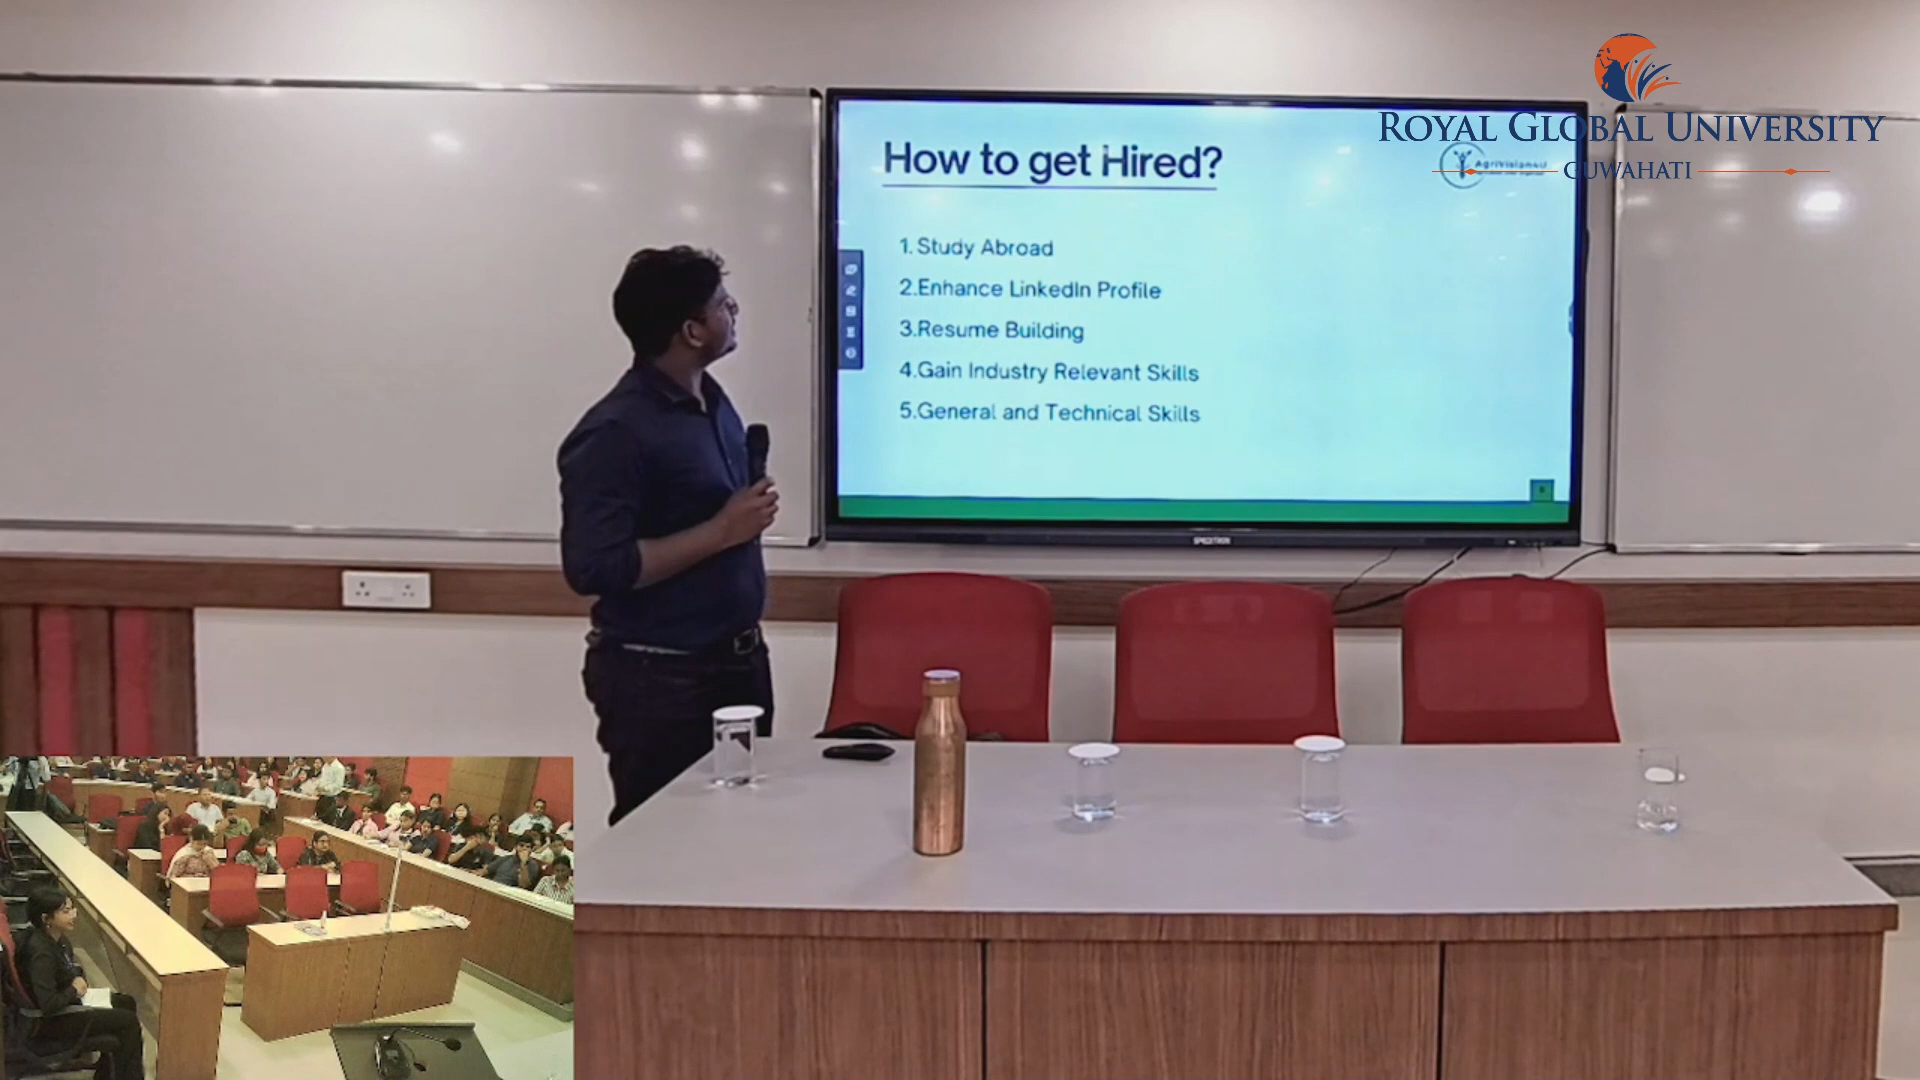 ROYAL GLOBAL UNIVERSITY
GUWAHATI
How to get Hired?
AgriVision4U
1. Study Abroad
2.Enhance LinkedIn Profile
3.Resume Building
4.Gain Industry Relevant Skills
5.General and Technical Skills